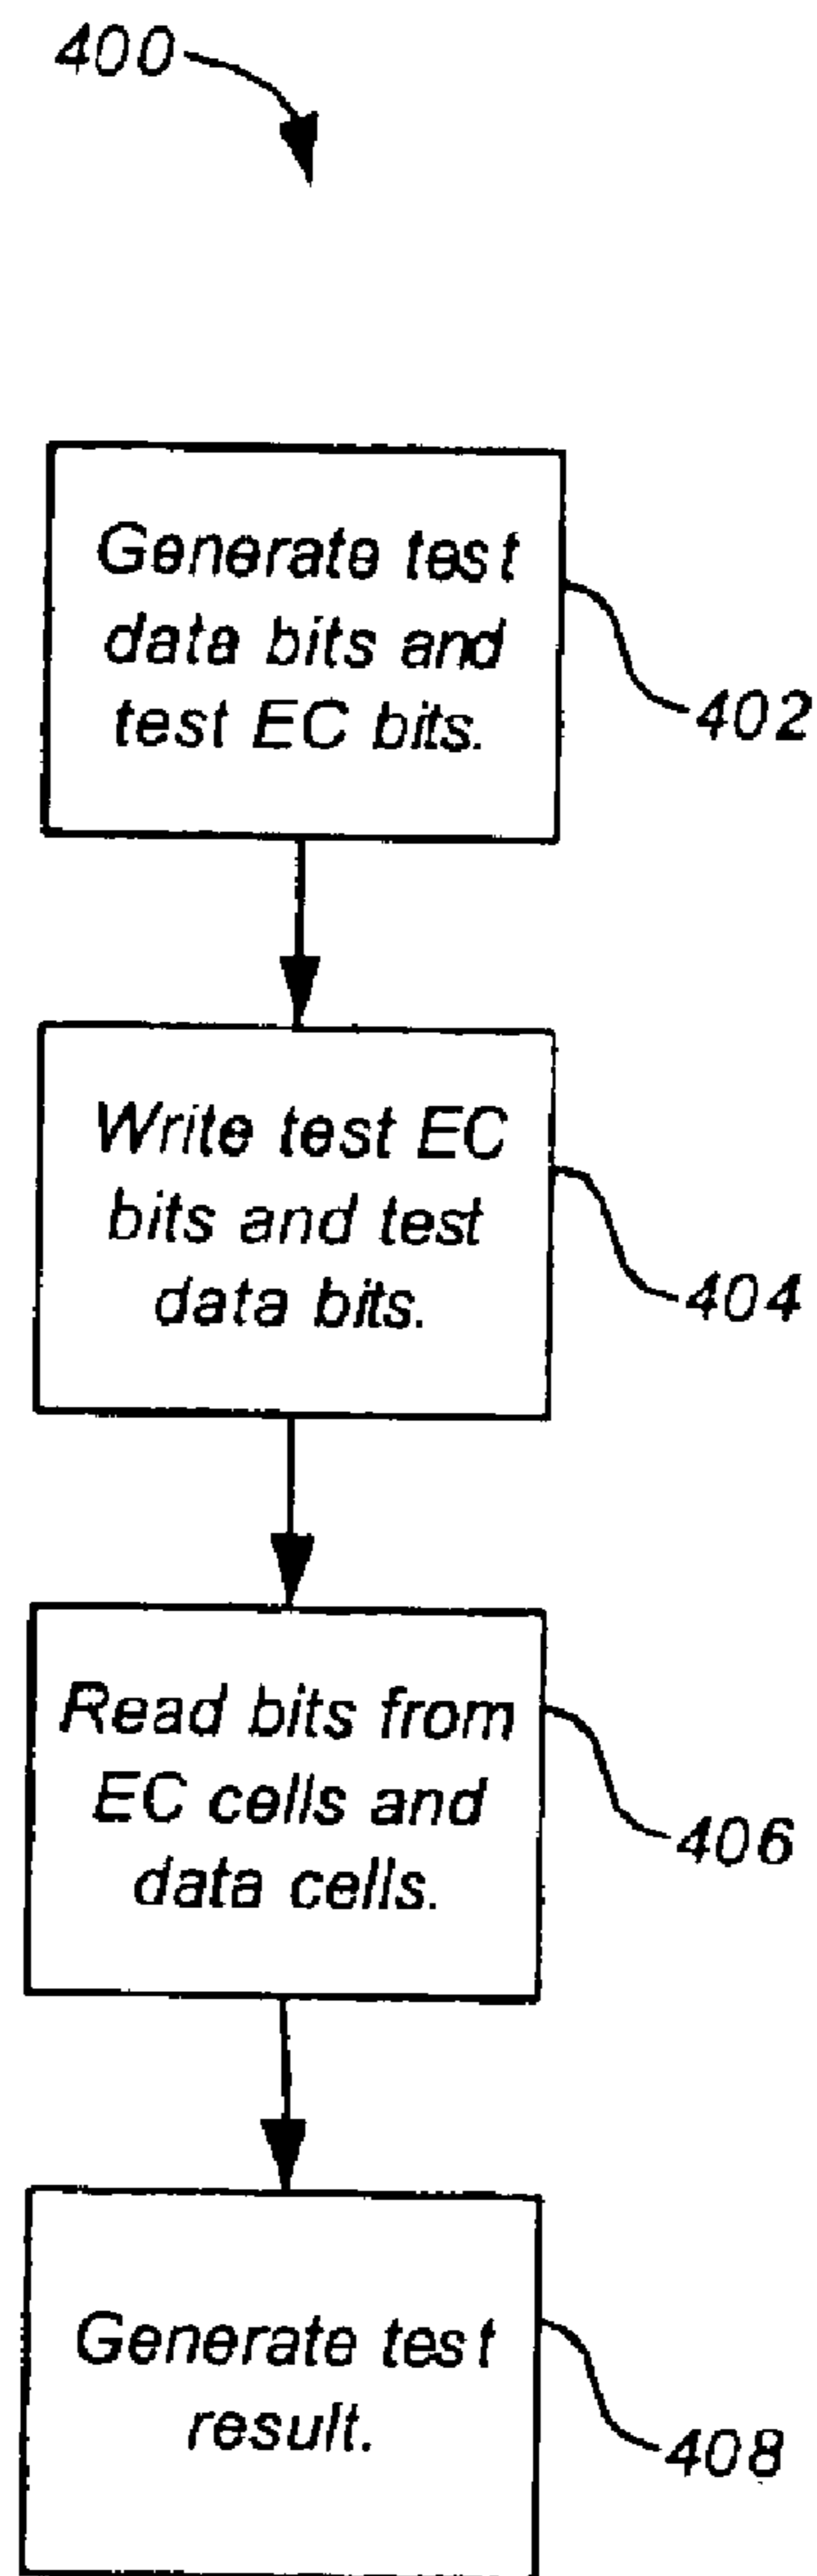 400
Generate test
data bits and
test EC bits.
402
Write test EC
bits and test
data bits.
404
Read bits from
EC cells and
data cells.
406
Generate test
result.
408